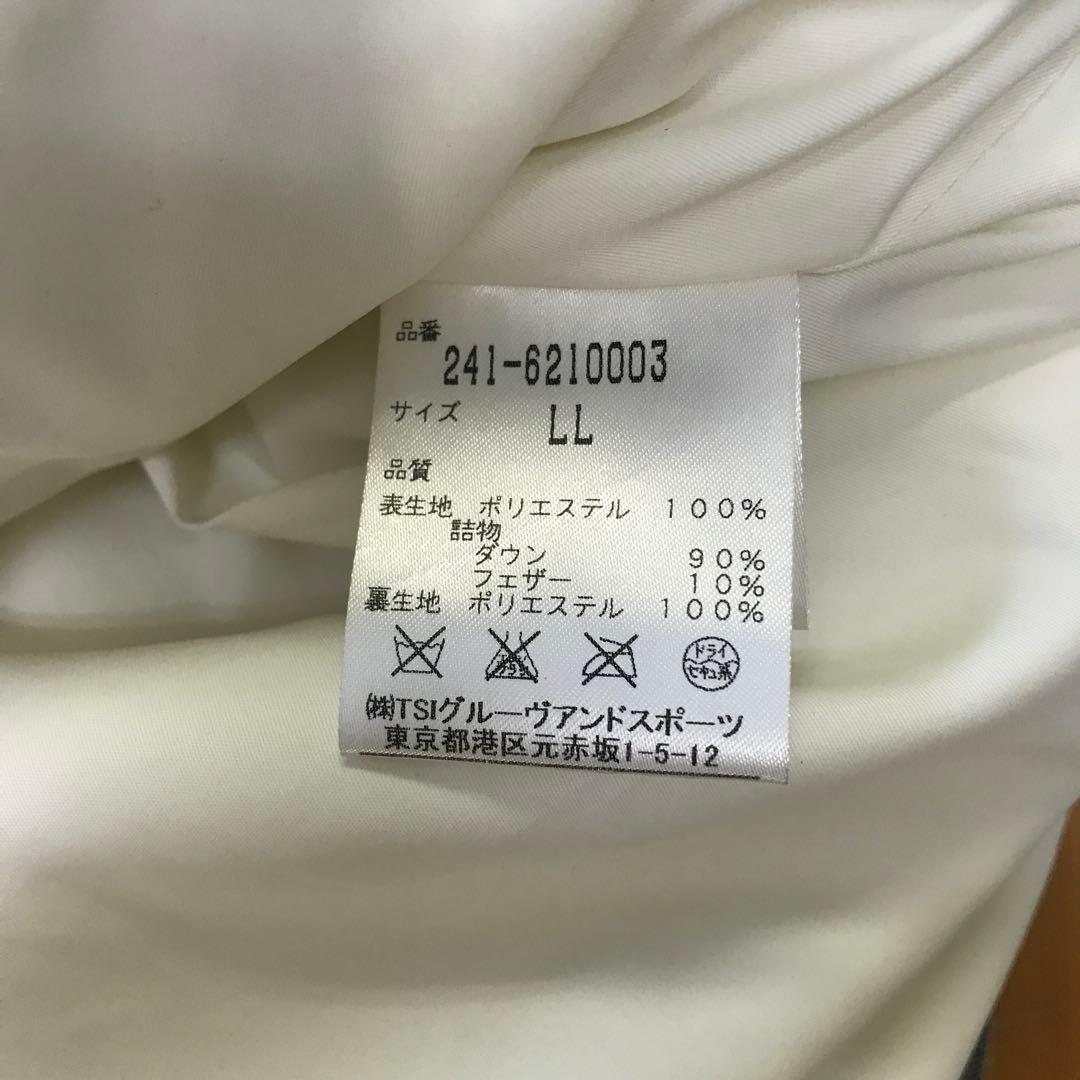 品番
241-6210003
サイズ LL
品質
表生地 ポリエステル 100%
詰物
ダウン 90%
フェザー 10%
裏生地 ポリエステル 100%
ドライ
セキユ系
㈱TSIグルーヴアンドスポーツ
東京都港区元赤坂1-5-12